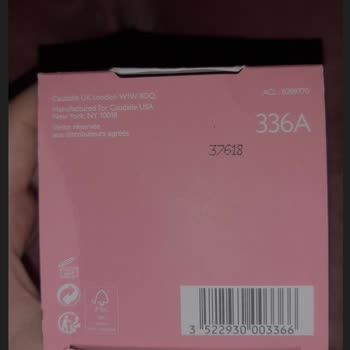 Caudalie UK London W1W 8DQ.
Manufactured for Caudalie USA
New York, NY 10018
Vente réservée
aux distributeurs agréés
336A
37618
FSC
3 522930 003366